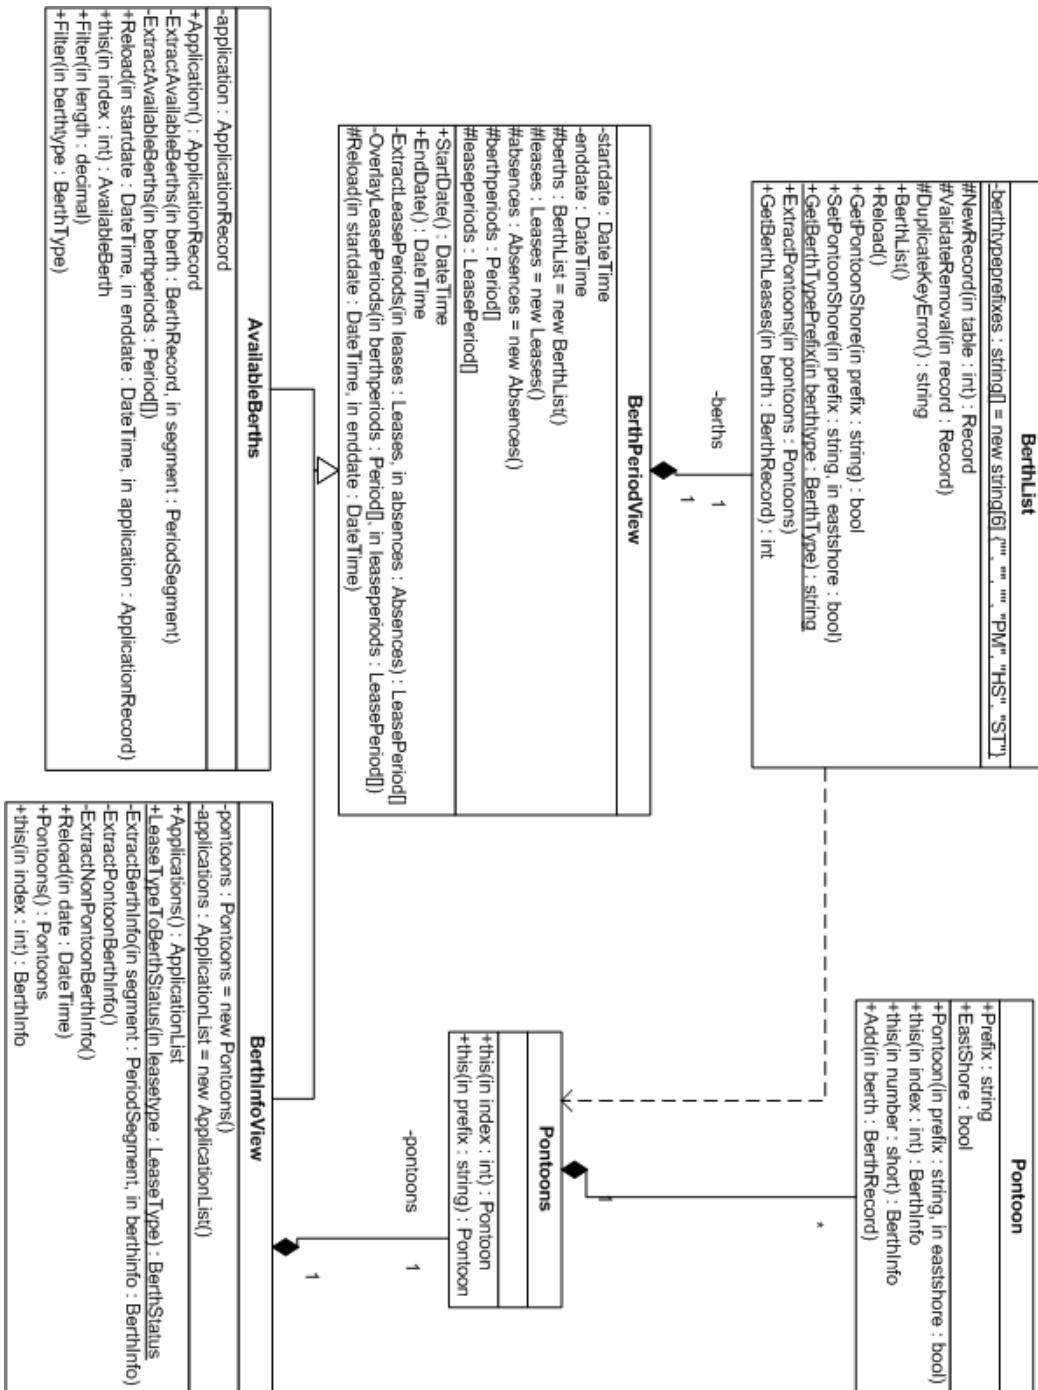 BerthList
-berthtypeprefixes : string[] = new string[6] {"", "", "", "PM", "HS", "ST"}
#NewRecord(in table : int) : Record
#ValidateRemoval(in record : Record)
#DuplicateKeyError() : string
+BerthList()
+Reload()
+GetPontoonShore(in prefix : string) : bool
+SetPontoonShore(in prefix : string, in eastshore : bool)
+GetBerthTypePrefix(in berthtype : BerthType) : string
+ExtractPontoons(in pontoons : Pontoons)
+GetBerthLeases(in berth : BerthRecord) : int
Pontoon
+Prefix : string
+EastShore : bool
+Pontoon(in prefix : string, in eastshore : bool)
+this(in index : int) : BerthInfo
+this(in number : short) : BerthInfo
+Add(in berth : BerthRecord)
-berths
1
1
*
1
BerthPeriodView
-startdate : DateTime
-enddate : DateTime
#berths : BerthList = new BerthList()
#leases : Leases = new Leases()
#absences : Absences = new Absences()
#berthperiods : Period[]
#leaseperiods : LeasePeriod[]
+StartDate() : DateTime
+EndDate() : DateTime
-ExtractLeasePeriods(in leases : Leases, in absences : Absences) : LeasePeriod[]
-OverlayLeasePeriods(in berthperiods : Period[], in leaseperiods : LeasePeriod[])
#Reload(in startdate : DateTime, in enddate : DateTime)
Pontoons
+this(in index : int) : Pontoon
+this(in prefix : string) : Pontoon
-pontoons
1
1
AvailableBerths
-application : ApplicationRecord
+Application() : ApplicationRecord
-ExtractAvailableBerths(in berth : BerthRecord, in segment : PeriodSegment)
-ExtractAvailableBerths(in berthperiods : Period[])
+Reload(in startdate : DateTime, in enddate : DateTime, in application : ApplicationRecord)
+this(in index : int) : AvailableBerth
+Filter(in length : decimal)
+Filter(in berthtype : BerthType)
BerthInfoView
-pontoons : Pontoons = new Pontoons()
-applications : ApplicationList = new ApplicationList()
+Applications() : ApplicationList
+LeaseTypeToBerthStatus(in leasetype : LeaseType) : BerthStatus
-ExtractBerthInfo(in segment : PeriodSegment, in berthinfo : BerthInfo)
-ExtractPontoonBerthInfo()
-ExtractNonPontoonBerthInfo()
+Reload(in date : DateTime)
+Pontoons() : Pontoons
+this(in index : int) : BerthInfo